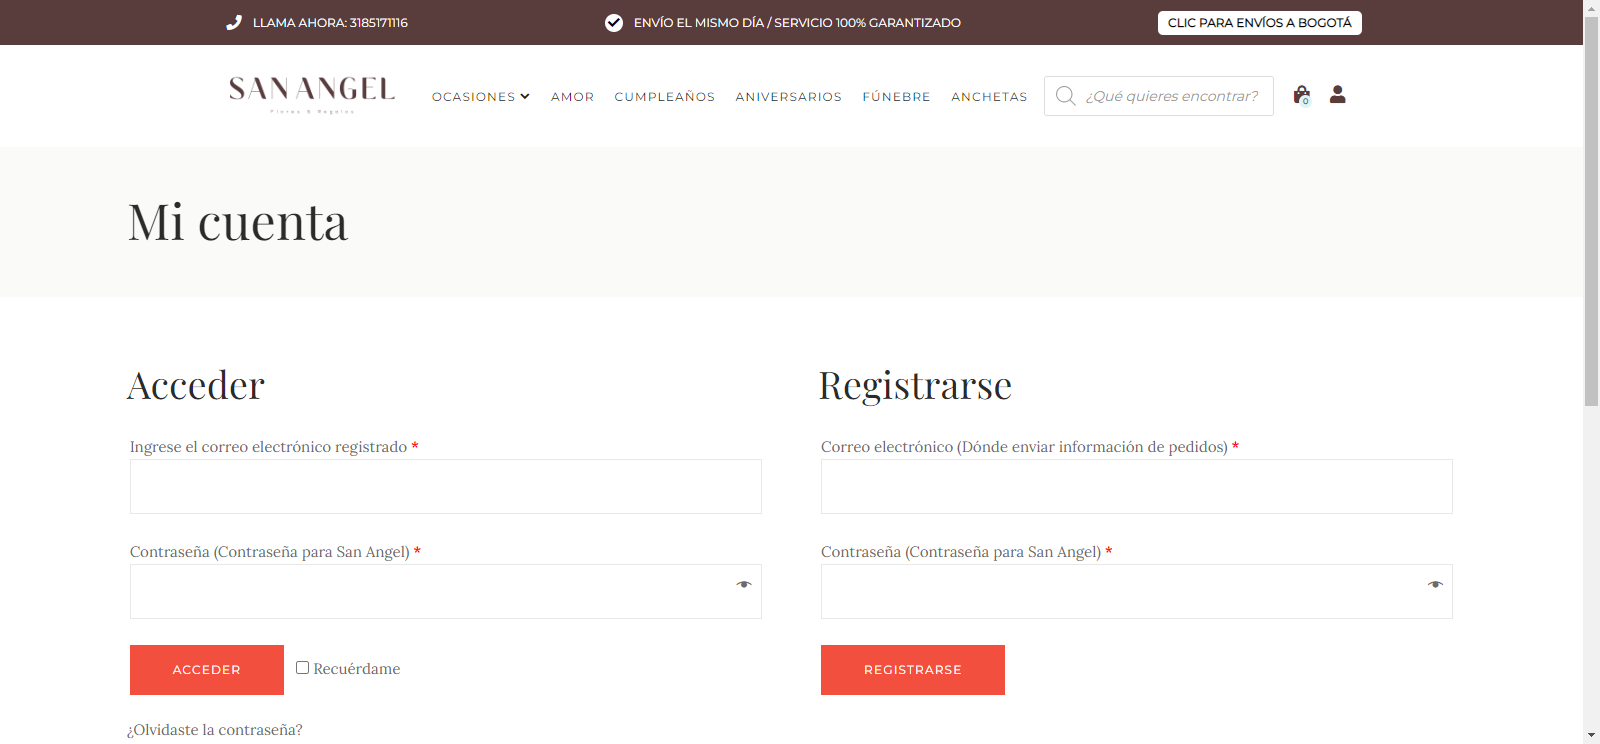 LLAMA AHORA: 3185171116
ENVÍO EL MISMO DÍA / SERVICIO 100% GARANTIZADO
CLIC PARA ENVÍOS A BOGOTÁ
SAN ANGEL
Flores & Regalos
OCASIONES
AMOR
CUMPLEAÑOS
ANIVERSARIOS
FÚNEBRE
ANCHETAS
¿Qué quieres encontrar?
0
Mi cuenta
Acceder
Ingrese el correo electrónico registrado *
Contraseña (Contraseña para San Angel) *
ACCEDER
Recuérdame
¿Olvidaste la contraseña?
Registrarse
Correo electrónico (Dónde enviar información de pedidos) *
Contraseña (Contraseña para San Angel) *
REGISTRARSE